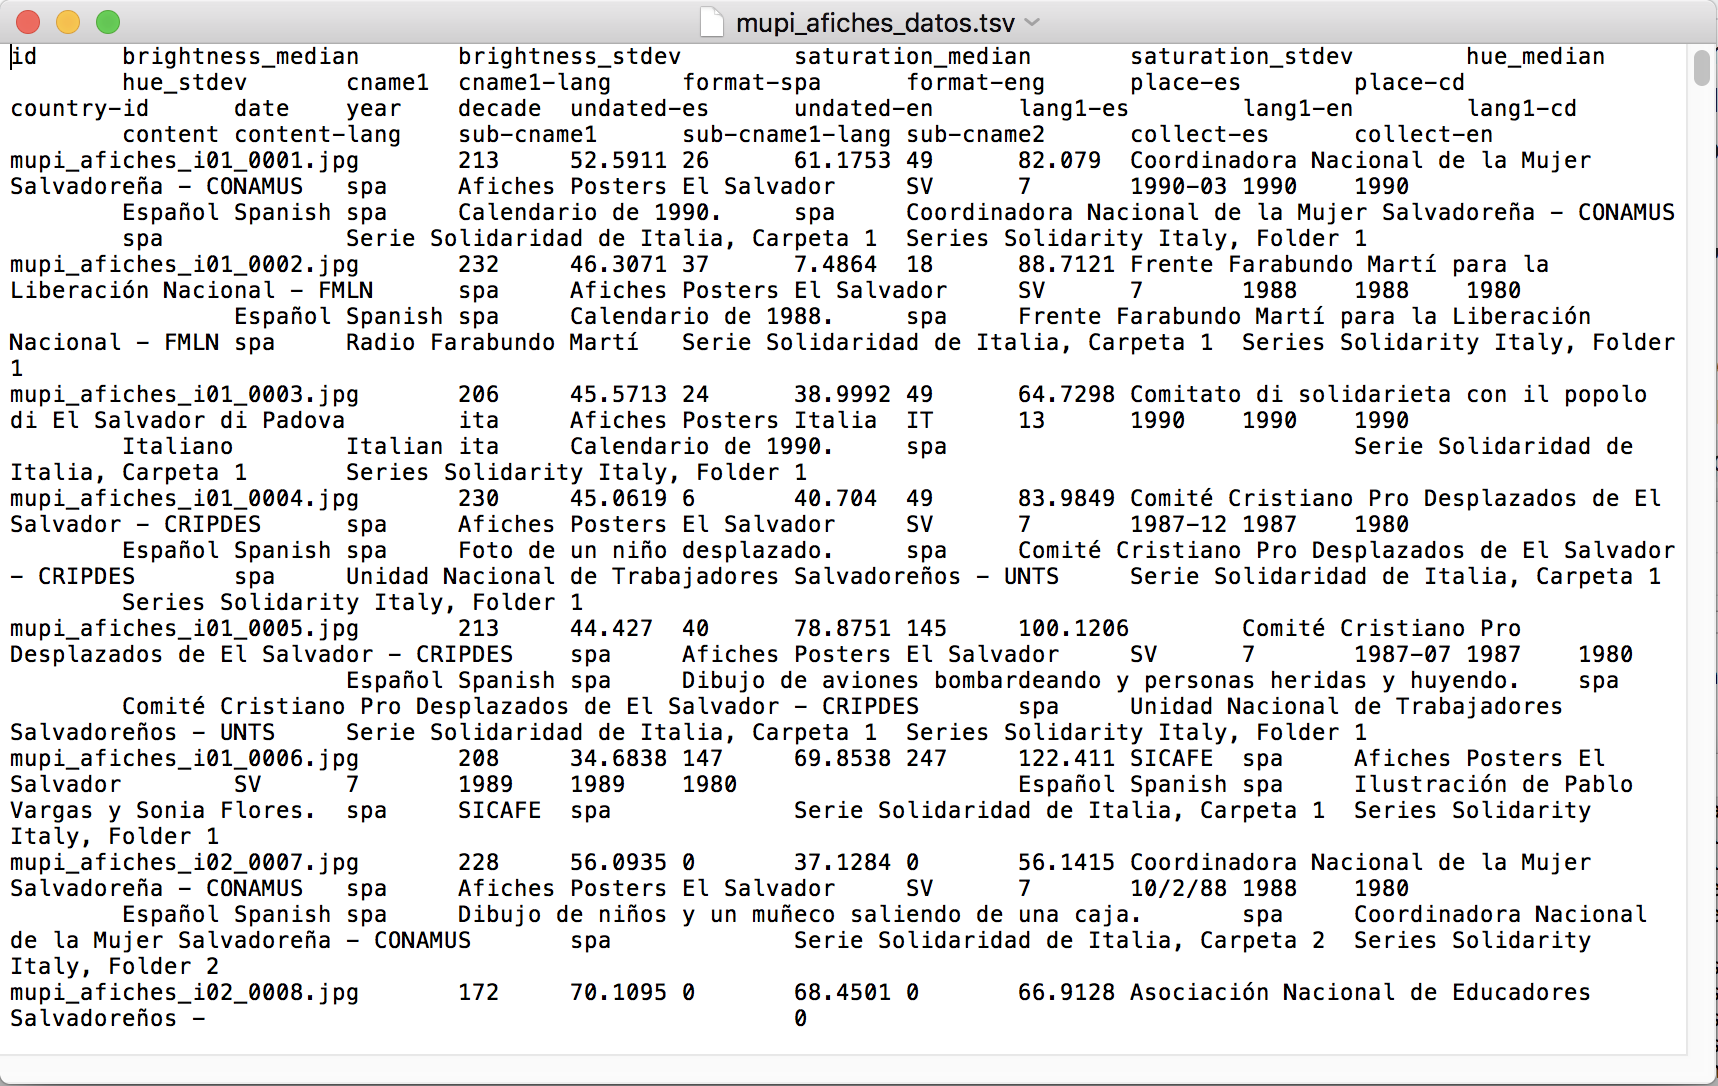 mupi_afiches_datos.tsv
id brightness_median brightness_stdev saturation_median saturation_stdev hue_median
hue_stdev cname1 cname1-lang format-spa format-eng place-es place-cd
country-id date year decade undated-es undated-en lang1-es lang1-en lang1-cd
content content-lang sub-cname1 sub-cname1-lang sub-cname2 collect-es collect-en
mupi_afiches_i01_0001.jpg 213 52.5911 26 61.1753 49 82.079 Coordinadora Nacional de la Mujer
Salvadoreña - CONAMUS spa Afiches Posters El Salvador SV 7 1990-03 1990 1990
Español Spanish spa Calendario de 1990. spa Coordinadora Nacional de la Mujer Salvadoreña - CONAMUS
spa Serie Solidaridad de Italia, Carpeta 1 Series Solidarity Italy, Folder 1
mupi_afiches_i01_0002.jpg 232 46.3071 37 7.4864 18 88.7121 Frente Farabundo Martí para la
Liberación Nacional - FMLN spa Afiches Posters El Salvador SV 7 1988 1988 1980
Español Spanish spa Calendario de 1988. spa Frente Farabundo Martí para la Liberación
Nacional - FMLN spa Radio Farabundo Martí Serie Solidaridad de Italia, Carpeta 1 Series Solidarity Italy, Folder
1
mupi_afiches_i01_0003.jpg 206 45.5713 24 38.9992 49 64.7298 Comitato di solidarieta con il popolo
di El Salvador di Padova ita Afiches Posters Italia IT 13 1990 1990 1990
Italiano Italian ita Calendario de 1990. spa Serie Solidaridad de
Italia, Carpeta 1 Series Solidarity Italy, Folder 1
mupi_afiches_i01_0004.jpg 230 45.0619 6 40.704 49 83.9849 Comité Cristiano Pro Desplazados de El
Salvador - CRIPDES spa Afiches Posters El Salvador SV 7 1987-12 1987 1980
Español Spanish spa Foto de un niño desplazado. spa Comité Cristiano Pro Desplazados de El Salvador
- CRIPDES spa Unidad Nacional de Trabajadores Salvadoreños - UNTS Serie Solidaridad de Italia, Carpeta 1
Series Solidarity Italy, Folder 1
mupi_afiches_i01_0005.jpg 213 44.427 40 78.8751 145 100.1206 Comité Cristiano Pro
Desplazados de El Salvador - CRIPDES spa Afiches Posters El Salvador SV 7 1987-07 1987 1980
Español Spanish spa Dibujo de aviones bombardeando y personas heridas y huyendo. spa
Comité Cristiano Pro Desplazados de El Salvador - CRIPDES spa Unidad Nacional de Trabajadores
Salvadoreños - UNTS Serie Solidaridad de Italia, Carpeta 1 Series Solidarity Italy, Folder 1
mupi_afiches_i01_0006.jpg 208 34.6838 147 69.8538 247 122.411 SICAFE spa Afiches Posters El
Salvador SV 7 1989 1989 1980 Español Spanish spa Ilustración de Pablo
Vargas y Sonia Flores. spa SICAFE spa Serie Solidaridad de Italia, Carpeta 1 Series Solidarity
Italy, Folder 1
mupi_afiches_i02_0007.jpg 228 56.0935 0 37.1284 0 56.1415 Coordinadora Nacional de la Mujer
Salvadoreña - CONAMUS spa Afiches Posters El Salvador SV 7 10/2/88 1988 1980
Español Spanish spa Dibujo de niños y un muñeco saliendo de una caja. spa Coordinadora Nacional
de la Mujer Salvadoreña - CONAMUS spa Serie Solidaridad de Italia, Carpeta 2 Series Solidarity
Italy, Folder 2
mupi_afiches_i02_0008.jpg 172 70.1095 0 68.4501 0 66.9128 Asociación Nacional de Educadores
Salvadoreños - 0